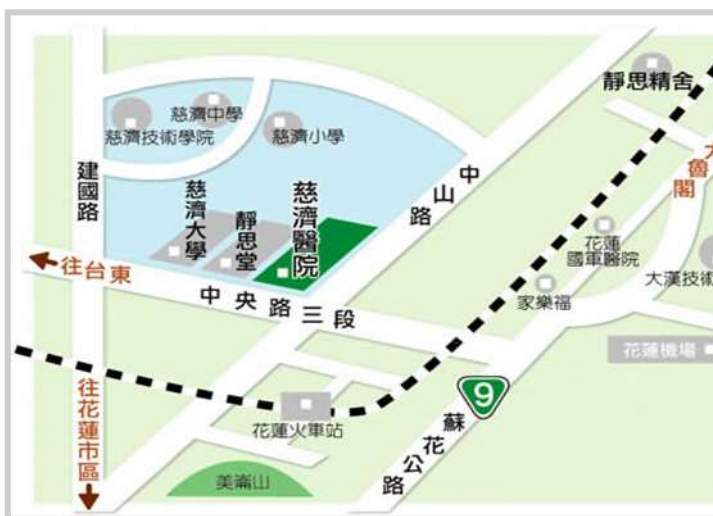 靜思精舍
慈濟中學
慈濟技術學院
慈濟小學
中山路
魯閣
建國路
慈濟大學
靜思堂
慈濟醫院
花蓮
國軍醫院
大漢技術
往台東
家樂福
中央路三段
花蓮機場
9
往花蓮市區
花蓮火車站
蘇花公路
美崙山